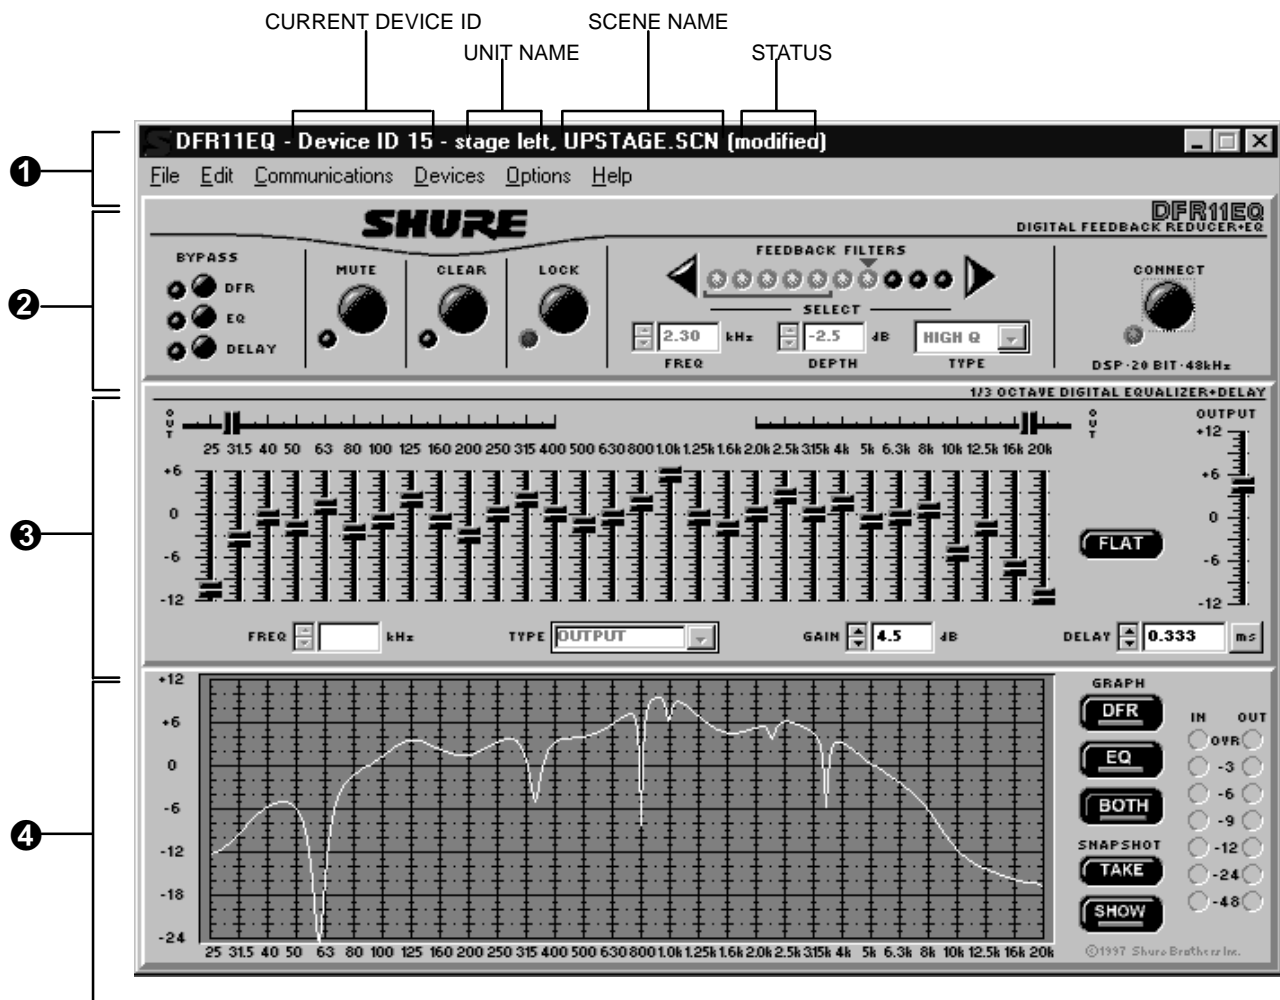 CURRENT DEVICE ID
SCENE NAME
UNIT NAME
STATUS
1
DFR11EQ - Device ID 15 - stage left, UPSTAGE.SCN (modified)
File Edit Communications Devices Options Help
2
SHURE
DFR11EQ
DIGITAL FEEDBACK REDUCER+EQ
BYPASS
DFR
EQ
DELAY
MUTE
CLEAR
LOCK
FEEDBACK FILTERS
SELECT
2.30 kHz
-2.5 dB
HIGH Q
FREQ
DEPTH
TYPE
CONNECT
DSP·20 BIT·48kHz
3
1/3 OCTAVE DIGITAL EQUALIZER+DELAY
OUT
OUT
25 31.5 40 50 63 80 100 125 160 200 250 315 400 500 630 800 1.0k 1.25k 1.6k 2.0k 2.5k 3.15k 4k 5k 6.3k 8k 10k 12.5k 16k 20k
+6
0
-6
-12
FLAT
OUTPUT
+12
+6
0
-6
-12
FREQ kHz
TYPE OUTPUT
GAIN 4.5 dB
DELAY 0.333 ms
4
+12
+6
0
-6
-12
-18
-24
25 31.5 40 50 63 80 100 125 160 200 250 315 400 500 630 800 1.0k 1.25k 1.6k 2.0k 2.5k 3.15k 4k 5k 6.3k 8k 10k 12.5k 16k 20k
GRAPH
DFR
EQ
BOTH
SNAPSHOT
TAKE
SHOW
IN OUT
OVR
-3
-6
-9
-12
-24
-48
©1997 Shure Brothers Inc.